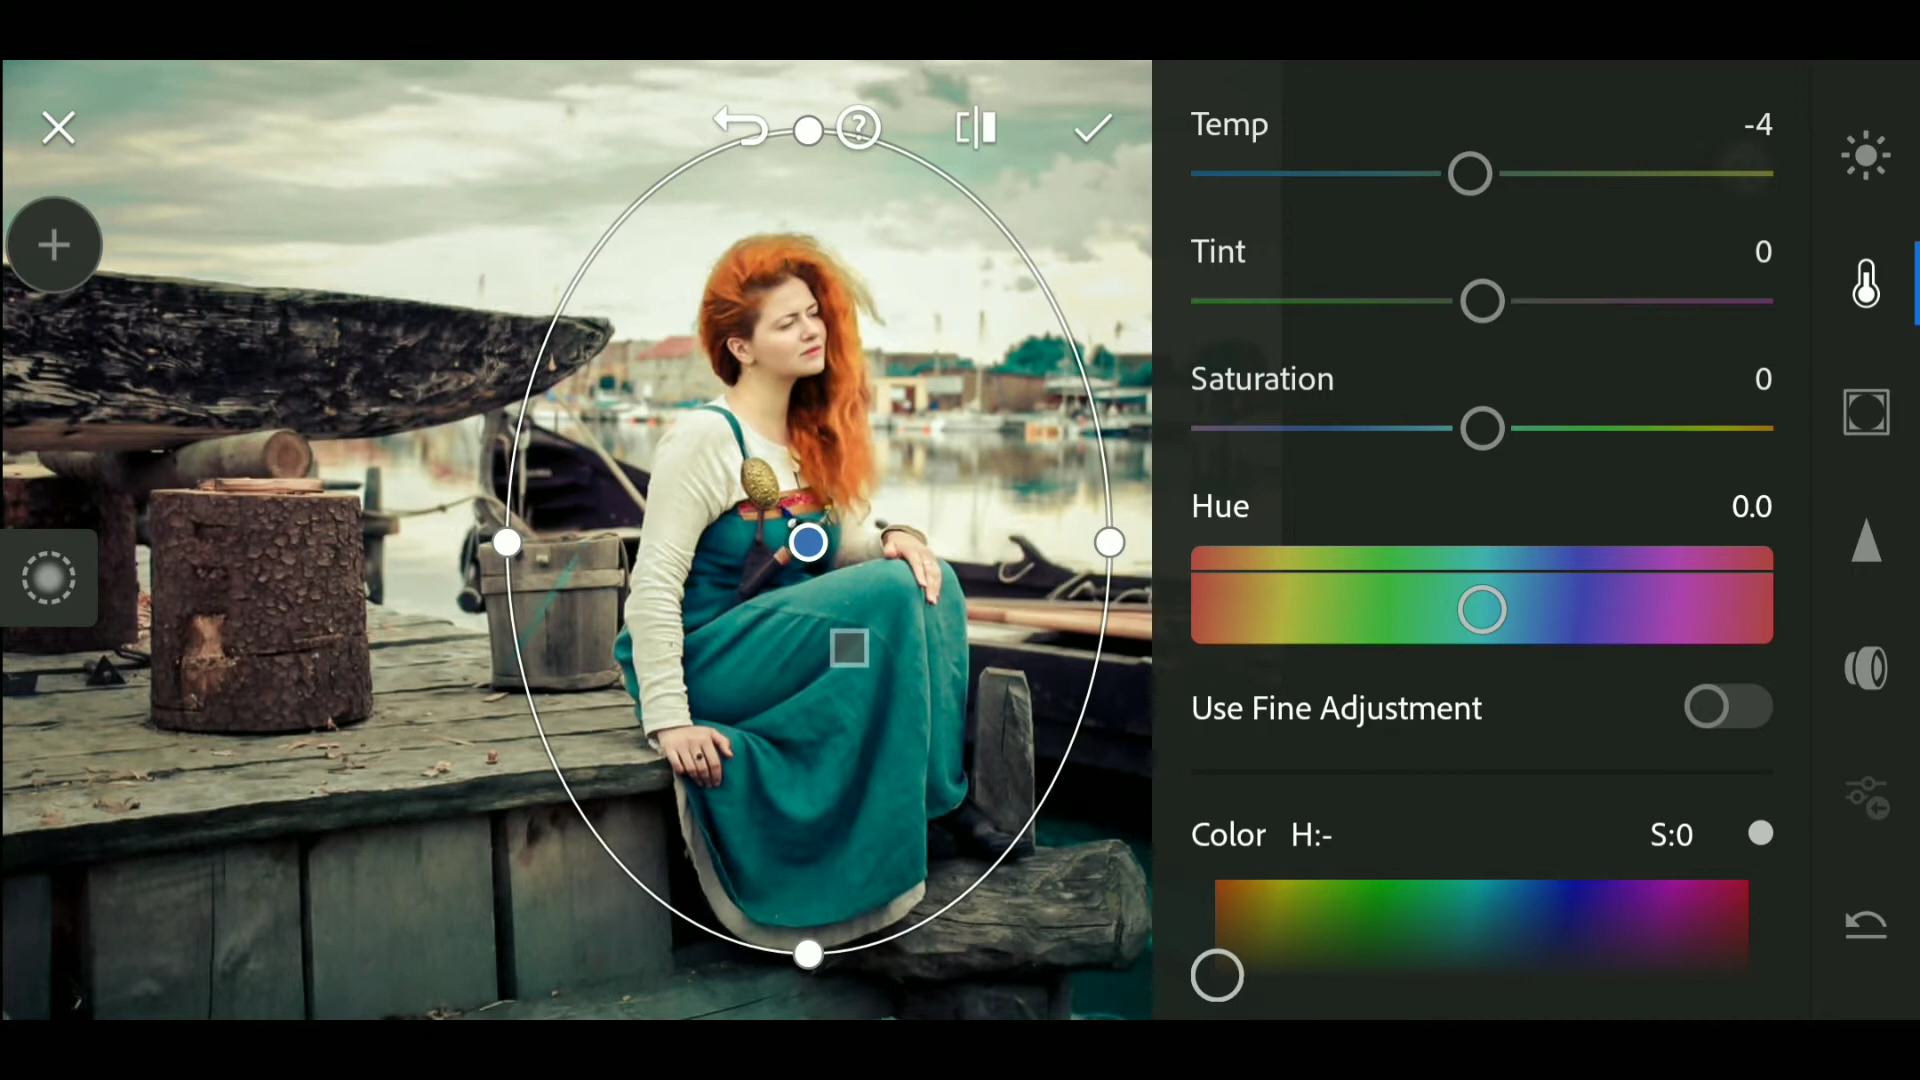 Temp -4
Tint 0
Saturation 0
Hue 0.0
Use Fine Adjustment
Color H:- S:0